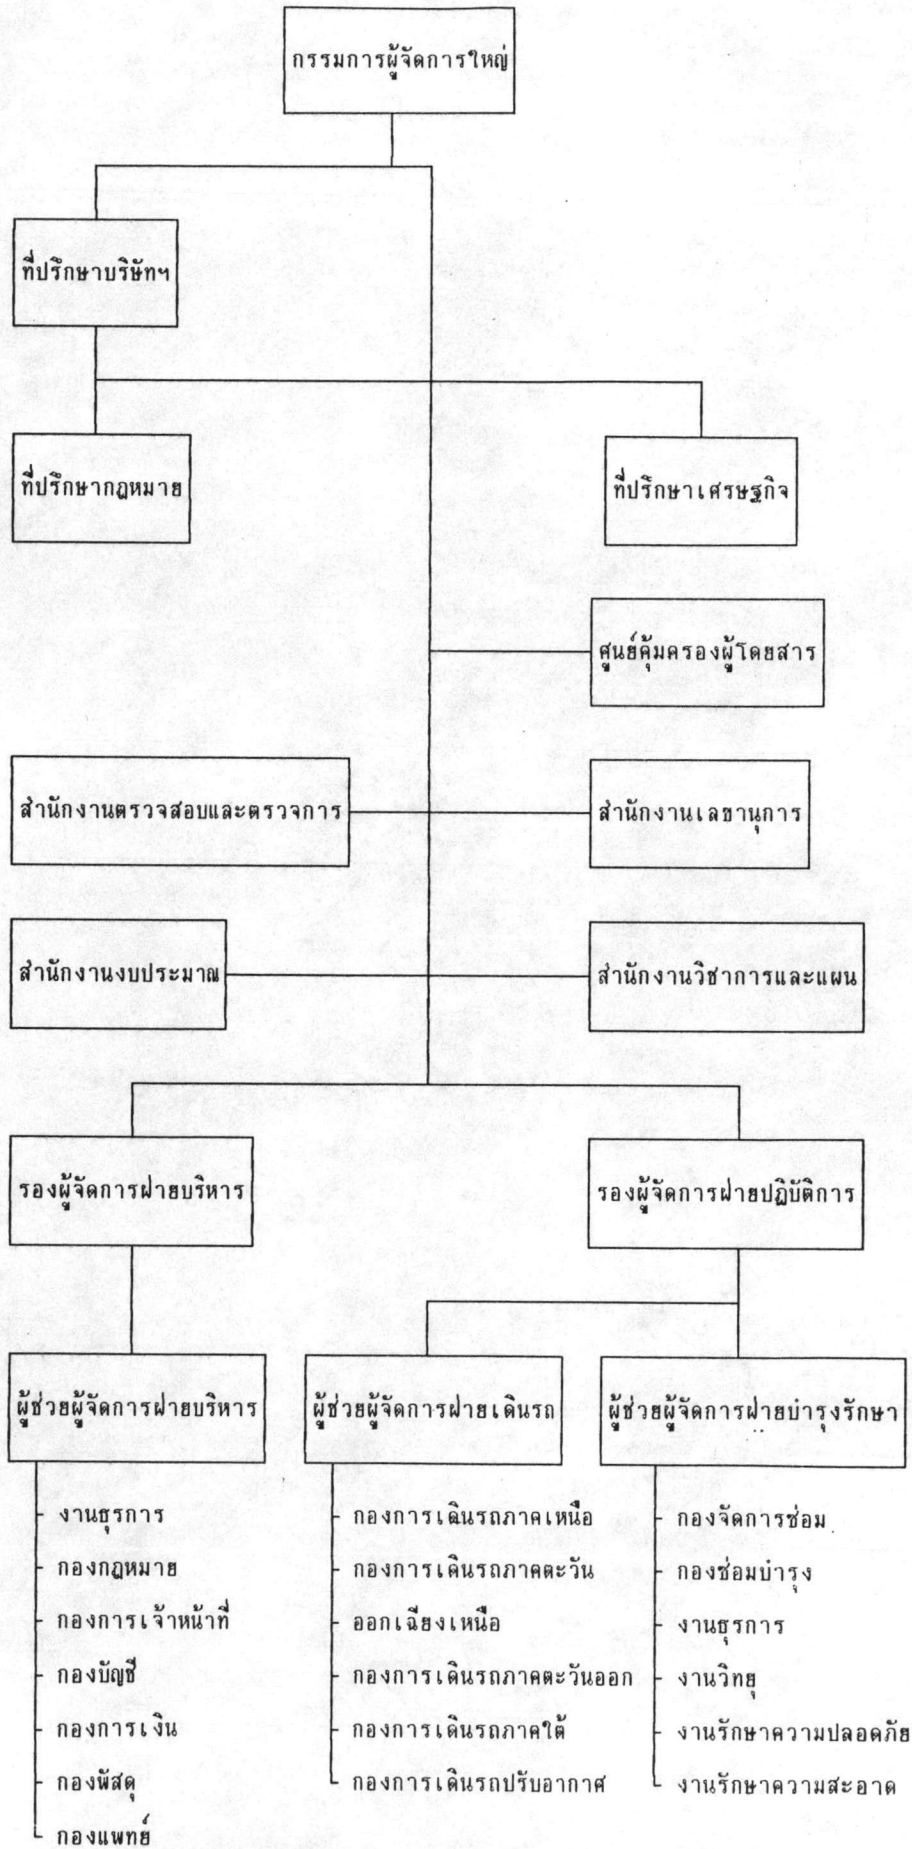 กรรมการผู้จัดการใหญ่
ที่ปรึกษาบริษัทฯ
ที่ปรึกษากฎหมาย
ที่ปรึกษาเศรษฐกิจ
ศูนย์คุ้มครองผู้โดยสาร
สำนักงานตรวจสอบและตรวจการ
สำนักงานเลขานุการ
สำนักงานงบประมาณ
สำนักงานวิชาการและแผน
รองผู้จัดการฝ่ายบริหาร
รองผู้จัดการฝ่ายปฏิบัติการ
ผู้ช่วยผู้จัดการฝ่ายบริหาร
งานธุรการ
กองกฎหมาย
กองการเจ้าหน้าที่
กองบัญชี
กองการเงิน
กองพัสดุ
กองแพทย์
ผู้ช่วยผู้จัดการฝ่ายเดินรถ
กองการเดินรถภาคเหนือ
กองการเดินรถภาคตะวัน
ออกเฉียงเหนือ
กองการเดินรถภาคตะวันออก
กองการเดินรถภาคใต้
กองการเดินรถปรับอากาศ
ผู้ช่วยผู้จัดการฝ่ายบำรุงรักษา
กองจัดการซ่อม
กองซ่อมบำรุง
งานธุรการ
งานวิทยุ
งานรักษาความปลอดภัย
งานรักษาความสะอาด